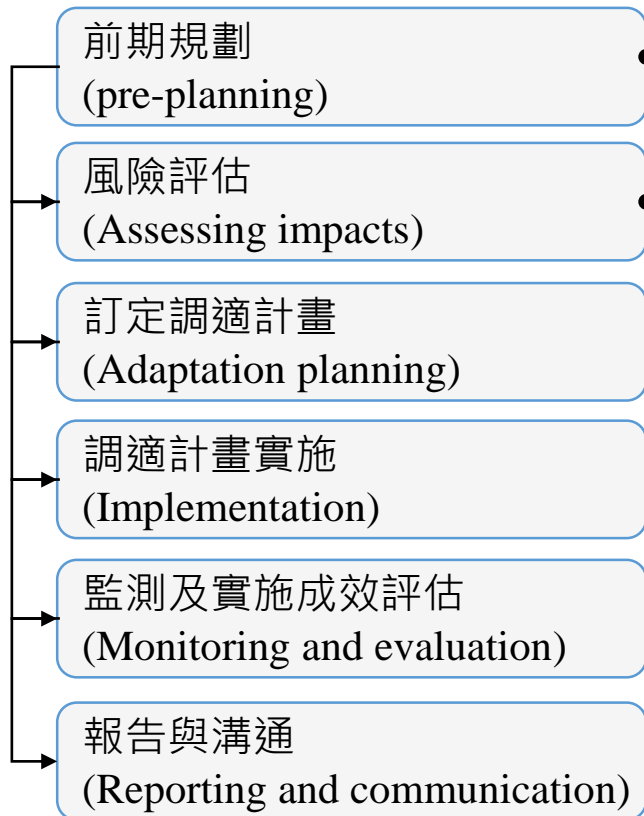 前期規劃
(pre-planning)
風險評估
(Assessing impacts)
訂定調適計畫
(Adaptation planning)
調適計畫實施
(Implementation)
監測及實施成效評估
(Monitoring and evaluation)
報告與溝通
(Reporting and communication)